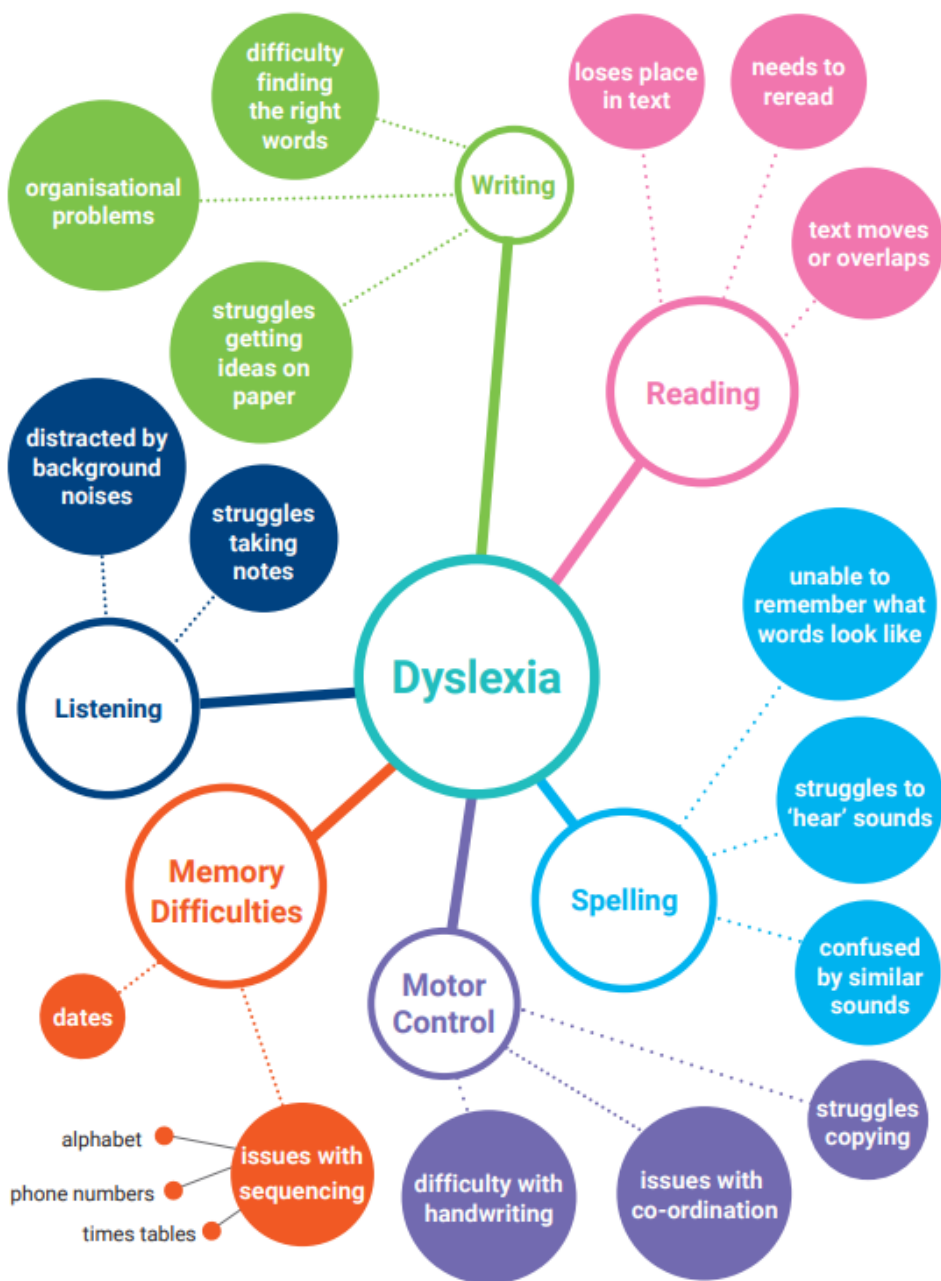 difficulty
finding
the right
words
organisational
problems
struggles
getting
ideas on
paper
Writing
loses place
in text
needs to
reread
text moves
or overlaps
Reading
distracted by
background
noises
struggles
taking
notes
Listening
Dyslexia
unable to
remember what
words look like
struggles to
‘hear’ sounds
confused
by similar
sounds
Spelling
Memory
Difficulties
dates
issues with
sequencing
alphabet
phone numbers
times tables
Motor
Control
difficulty with
handwriting
issues with
co-ordination
struggles
copying